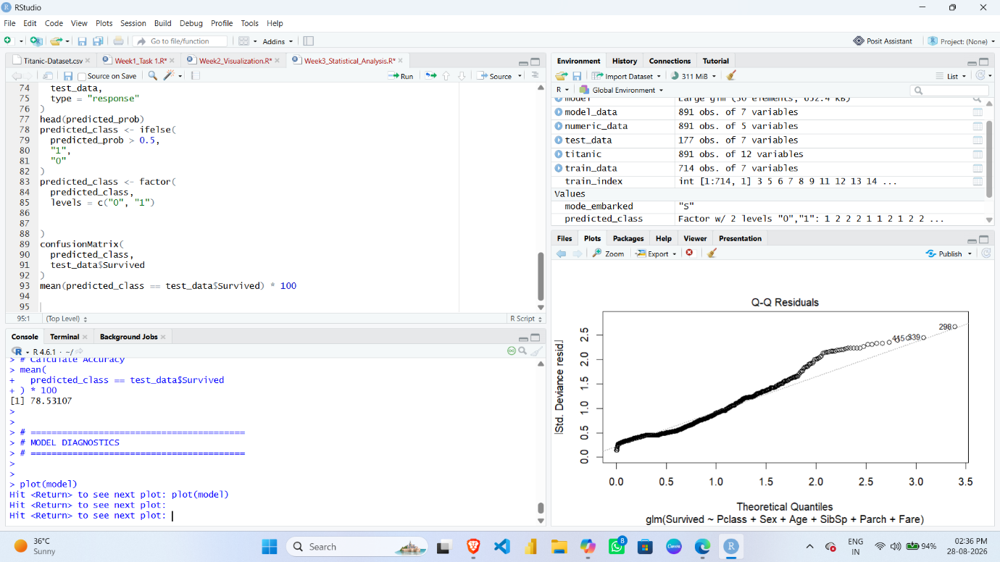 RStudio
File Edit Code View Plots Session Build Debug Profile Tools Help
Go to file/function Addins Posit Assistant Project: (None)
Titanic-Dataset.csv Week1_Task 1.R* Week2_Visualization.R* Week3_Statistical_Analysis.R*
Source on Save Run Source
74 test_data,
75 type = "response"
76 )
77 head(predicted_prob)
78 predicted_class <- ifelse(
79 predicted_prob > 0.5,
80 "1",
81 "0"
82 )
83 predicted_class <- factor(
84 predicted_class,
85 levels = c("0", "1")
86
87
88 )
89 confusionMatrix(
90 predicted_class,
91 test_data$Survived
92 )
93 mean(predicted_class == test_data$Survived) * 100
94
95
95:1 (Top Level) R Script
Console Terminal Background Jobs
R R 4.6.1 · ~/
> # Calculate Accuracy
> mean(
+ predicted_class == test_data$Survived
+ ) * 100
[1] 78.53107
>
>
> # =========================================
> # MODEL DIAGNOSTICS
> # =========================================
>
>
> plot(model)
Hit <Return> to see next plot: plot(model)
Hit <Return> to see next plot:
Hit <Return> to see next plot:
Environment History Connections Tutorial
Import Dataset 311 MiB List
R Global Environment
model Large glm (30 elements, 652.4 kB)
model_data 891 obs. of 7 variables
numeric_data 891 obs. of 5 variables
test_data 177 obs. of 7 variables
titanic 891 obs. of 12 variables
train_data 714 obs. of 7 variables
train_index int [1:714, 1] 3 5 6 7 8 9 11 12 13 14 ...
Values
mode_embarked "S"
predicted_class Factor w/ 2 levels "0","1": 1 2 2 2 1 1 2 1 2 2 ...
Files Plots Packages Help Viewer Presentation
Zoom Export Publish
Q-Q Residuals
298
415 339
|Std. Deviance resid.|
0.0 0.5 1.0 1.5 2.0 2.5
0.0 0.5 1.0 1.5 2.0 2.5 3.0 3.5
Theoretical Quantiles
glm(Survived ~ Pclass + Sex + Age + SibSp + Parch + Fare)
36°C
Sunny
Search
8
ENG
IN
94%
02:36 PM
28-08-2026